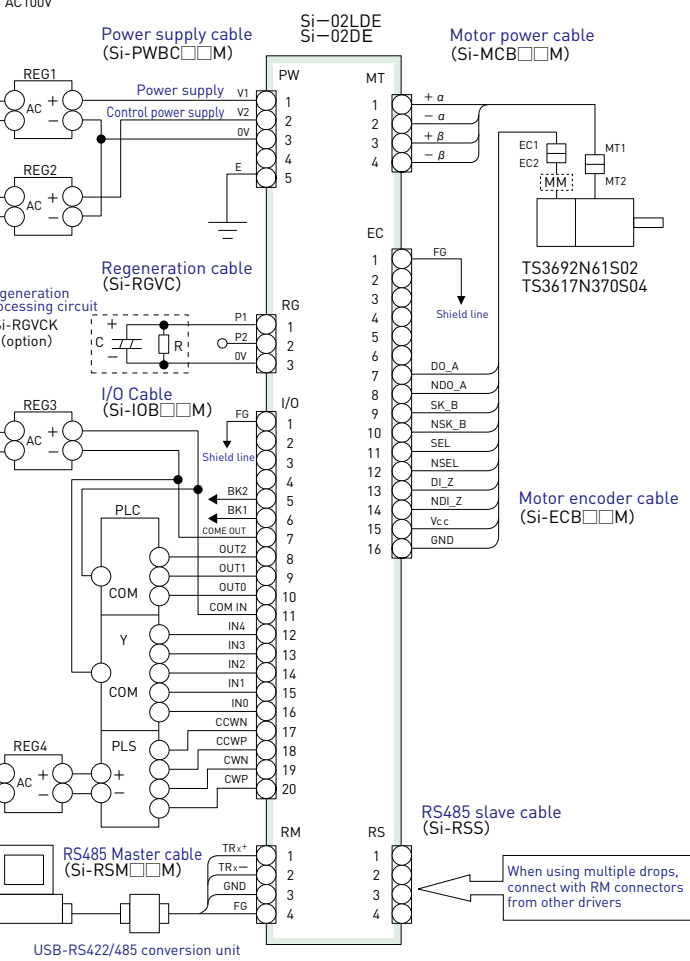 AC100V
Power supply cable
(Si-PWBC□□M)
Si-02LDE
Si-02DE
Motor power cable
(Si-MCB□□M)
REG1
AC
+
−
Power supply
V1
Control power supply
V2
0V
E
PW
1
2
3
4
5
MT
1
2
3
4
+ α
− α
+ β
− β
EC1
EC2
MM
MT1
MT2
TS3692N61S02
TS3617N370S04
REG2
AC
+
−
Regeneration cable
(Si-RGVC)
generation
ocessing circuit
i-RGVCK
(option)
+
C
−
R
P1
P2
0V
RG
1
2
3
EC
1
2
3
4
5
6
7
8
9
10
11
12
13
14
15
16
FG
Shield line
DO_A
NDO_A
SK_B
NSK_B
SEL
NSEL
DI_Z
NDI_Z
Vcc
GND
Motor encoder cable
(Si-ECB□□M)
I/O Cable
(Si-IOB□□M)
REG3
AC
+
−
FG
Shield line
BK2
BK1
COME OUT
OUT2
OUT1
OUT0
COM IN
IN4
IN3
IN2
IN1
IN0
CCWN
CCWP
CWN
CWP
I/O
1
2
3
4
5
6
7
8
9
10
11
12
13
14
15
16
17
18
19
20
PLC
COM
Y
COM
PLS
+
−
REG4
AC
+
−
RS485 Master cable
(Si-RSM□□M)
TRx+
TRx−
GND
FG
RM
1
2
3
4
RS
1
2
3
4
RS485 slave cable
(Si-RSS)
When using multiple drops,
connect with RM connectors
from other drivers
USB-RS422/485 conversion unit